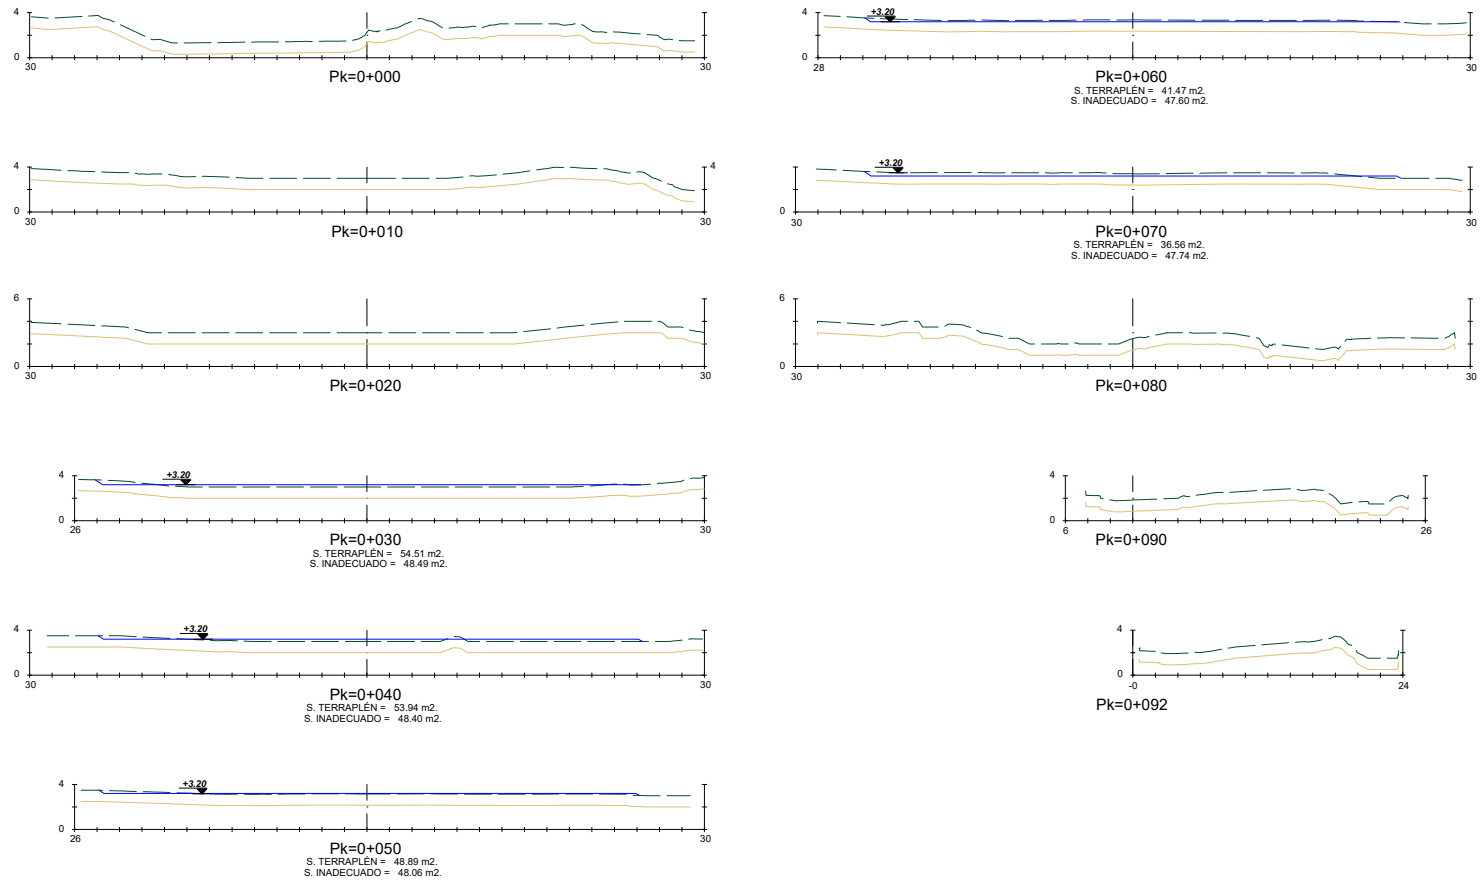 4
0
30
30
Pk=0+000
4
4
0
30
30
Pk=0+010
6
0
30
30
Pk=0+020
+3.20
4
0
26
30
Pk=0+030
S. TERRAPLÉN = 54.51 m2.
S. INADECUADO = 48.49 m2.
+3.20
4
0
30
30
Pk=0+040
S. TERRAPLÉN = 53.94 m2.
S. INADECUADO = 48.40 m2.
+3.20
4
0
26
30
Pk=0+050
S. TERRAPLÉN = 48.89 m2.
S. INADECUADO = 48.06 m2.
+3.20
4
0
28
30
Pk=0+060
S. TERRAPLÉN = 41.47 m2.
S. INADECUADO = 47.60 m2.
+3.20
4
0
30
30
Pk=0+070
S. TERRAPLÉN = 36.56 m2.
S. INADECUADO = 47.74 m2.
6
0
30
30
Pk=0+080
4
0
6
26
Pk=0+090
4
0
-0
24
Pk=0+092